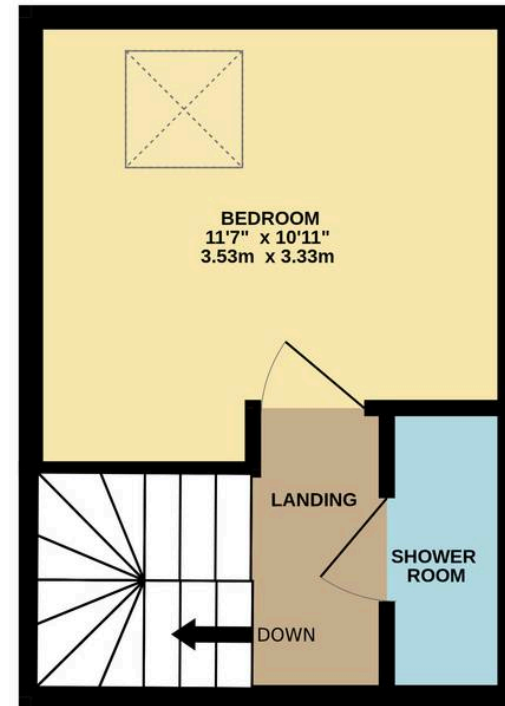 BEDROOM
11'7" x 10'11"
3.53m x 3.33m
LANDING
SHOWER
ROOM
DOWN